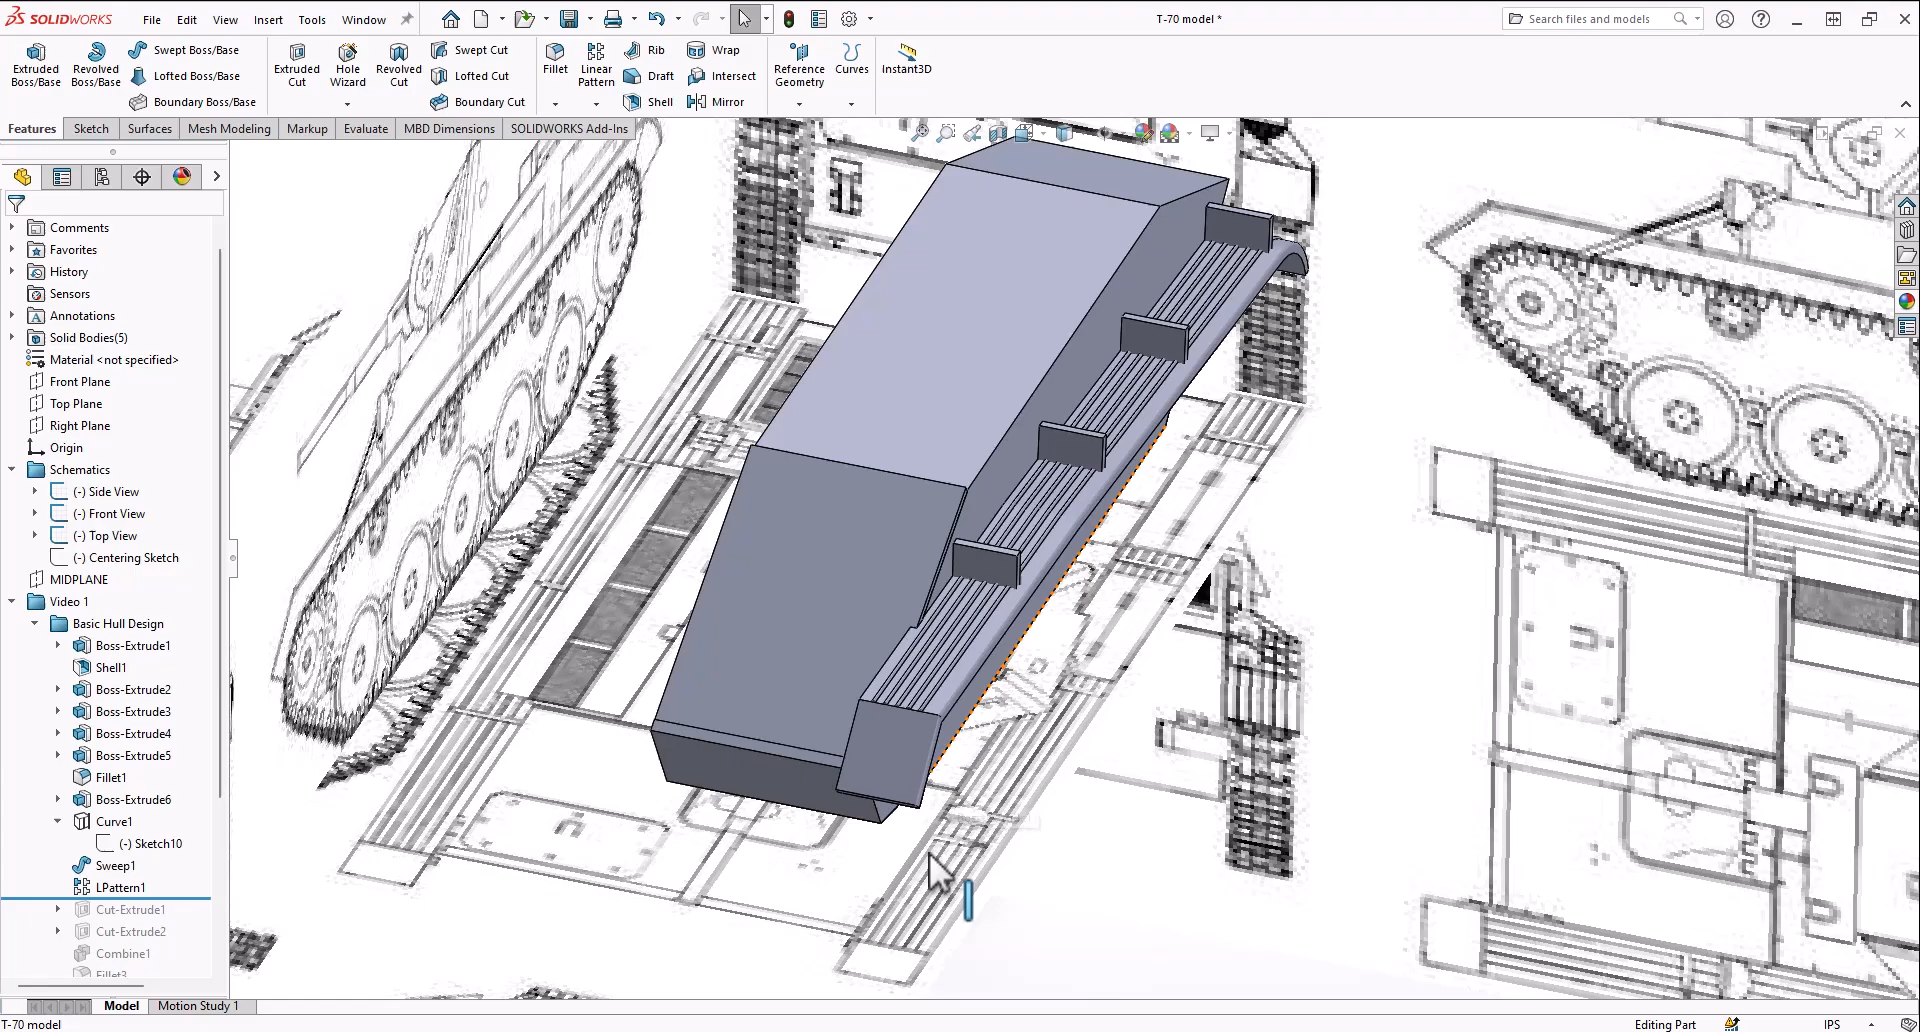 SOLIDWORKS File Edit View Insert Tools Window T-70 model * Search files and models
Extruded Boss/Base
Revolved Boss/Base
Swept Boss/Base
Lofted Boss/Base
Boundary Boss/Base
Extruded Cut
Hole Wizard
Revolved Cut
Swept Cut
Lofted Cut
Boundary Cut
Fillet
Linear Pattern
Rib
Draft
Shell
Wrap
Intersect
Mirror
Reference Geometry
Curves
Instant3D
Features Sketch Surfaces Mesh Modeling Markup Evaluate MBD Dimensions SOLIDWORKS Add-Ins
Comments
Favorites
History
Sensors
Annotations
Solid Bodies(5)
Material <not specified>
Front Plane
Top Plane
Right Plane
Origin
Schematics
(-) Side View
(-) Front View
(-) Top View
(-) Centering Sketch
MIDPLANE
Video 1
Basic Hull Design
Boss-Extrude1
Shell1
Boss-Extrude2
Boss-Extrude3
Boss-Extrude4
Boss-Extrude5
Fillet1
Boss-Extrude6
Curve1
(-) Sketch10
Sweep1
LPattern1
Cut-Extrude1
Cut-Extrude2
Combine1
Fillet3
Model Motion Study 1
T-70 model Editing Part IPS